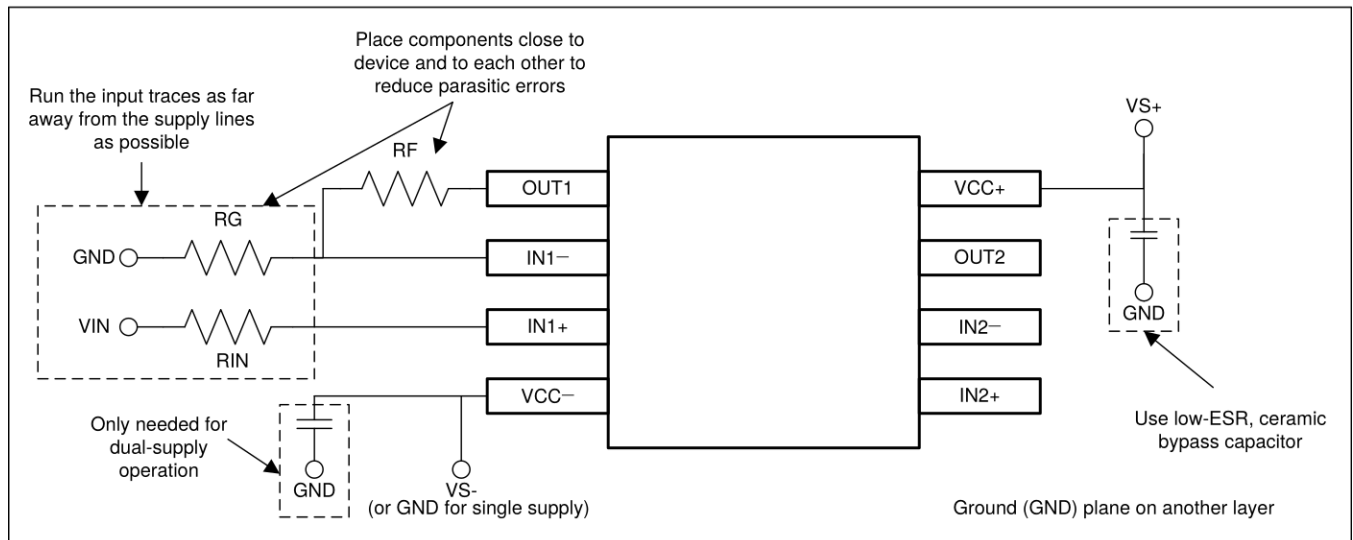 Place components close to
device and to each other to
reduce parasitic errors
Run the input traces as far
away from the supply lines
as possible
VS+
RF
OUT1
VCC+
RG
GND
IN1−
OUT2
VIN
IN1+
IN2−
GND
RIN
VCC−
IN2+
Only needed for
dual-supply
operation
Use low-ESR, ceramic
bypass capacitor
GND
VS-
(or GND for single supply)
Ground (GND) plane on another layer